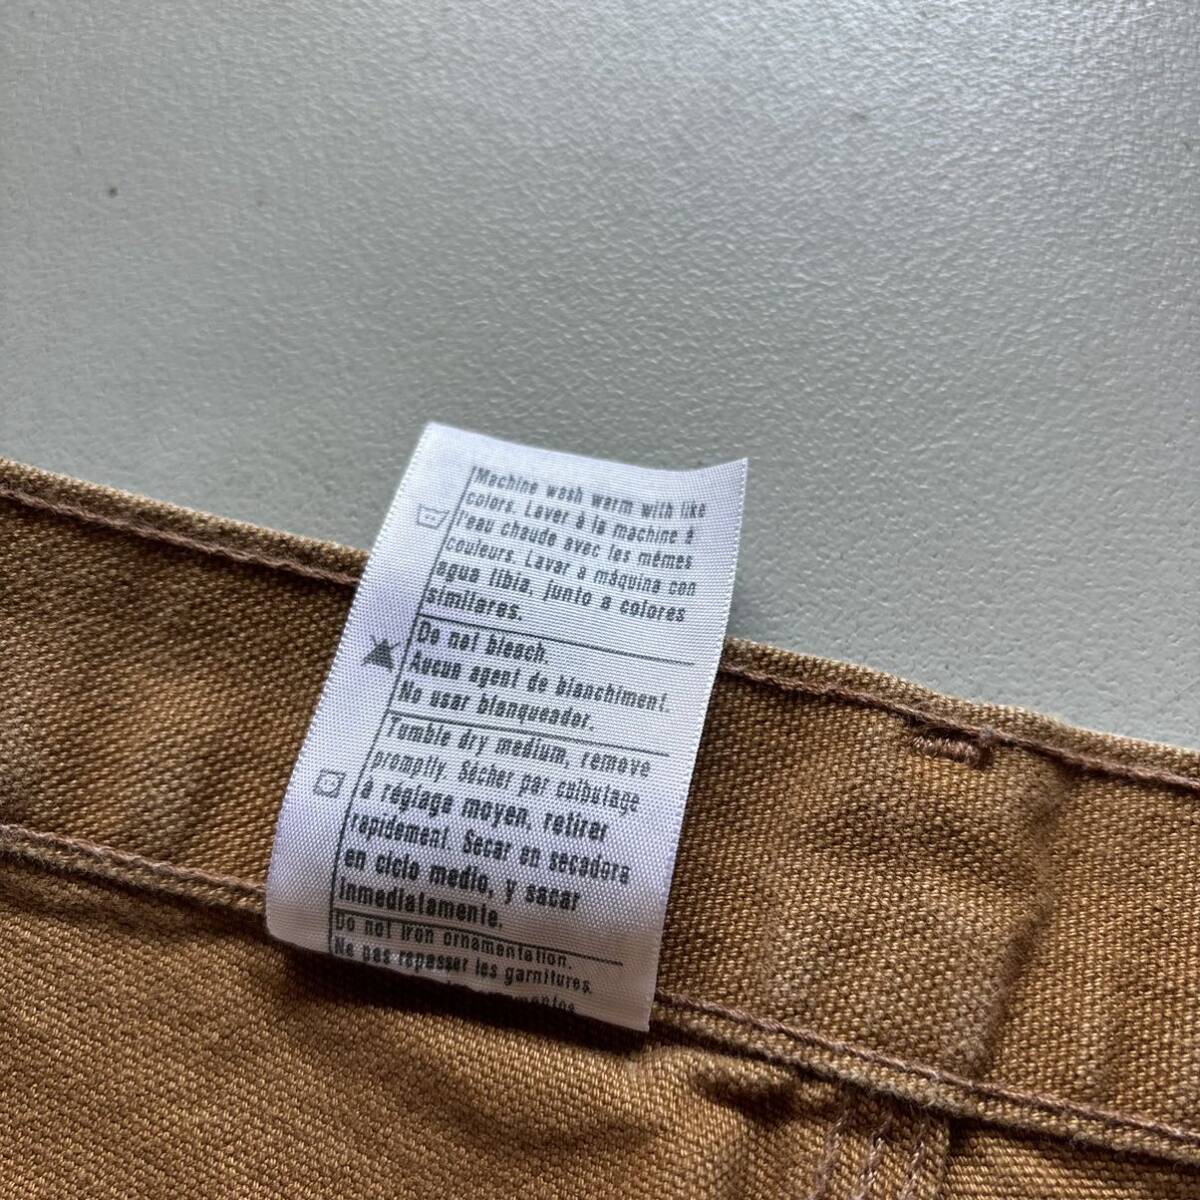 Machine wash warm with like
colors. Laver à la machine à
l'eau chaude avec les mêmes
couleurs. Lavar a máquina con
agua tibia, junto a colores
similares.
Do not bleach.
Aucun agent de blanchiment.
No usar blanqueador.
Tumble dry medium, remove
promptly. Sécher par culbutage
à réglage moyen, retirer
rapidement. Secar en secadora
en ciclo medio, y sacar
inmediatamente.
Do not iron ornamentation.
Ne pas repasser les garnitures.